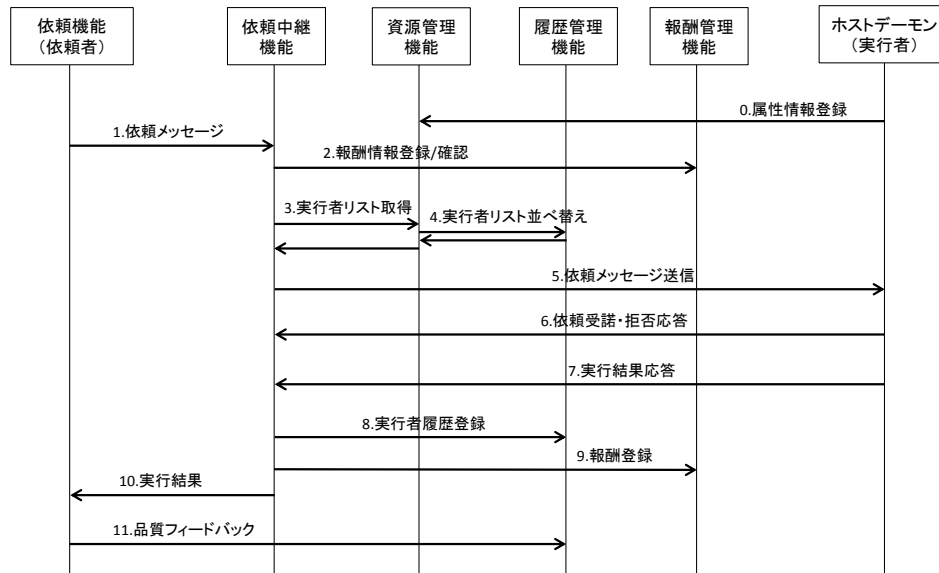 依頼機能
（依頼者）
依頼中継
機能
資源管理
機能
履歴管理
機能
報酬管理
機能
ホストデーモン
（実行者）
0.属性情報登録
1.依頼メッセージ
2.報酬情報登録/確認
3.実行者リスト取得
4.実行者リスト並べ替え
5.依頼メッセージ送信
6.依頼受諾・拒否応答
7.実行結果応答
8.実行者履歴登録
9.報酬登録
10.実行結果
11.品質フィードバック